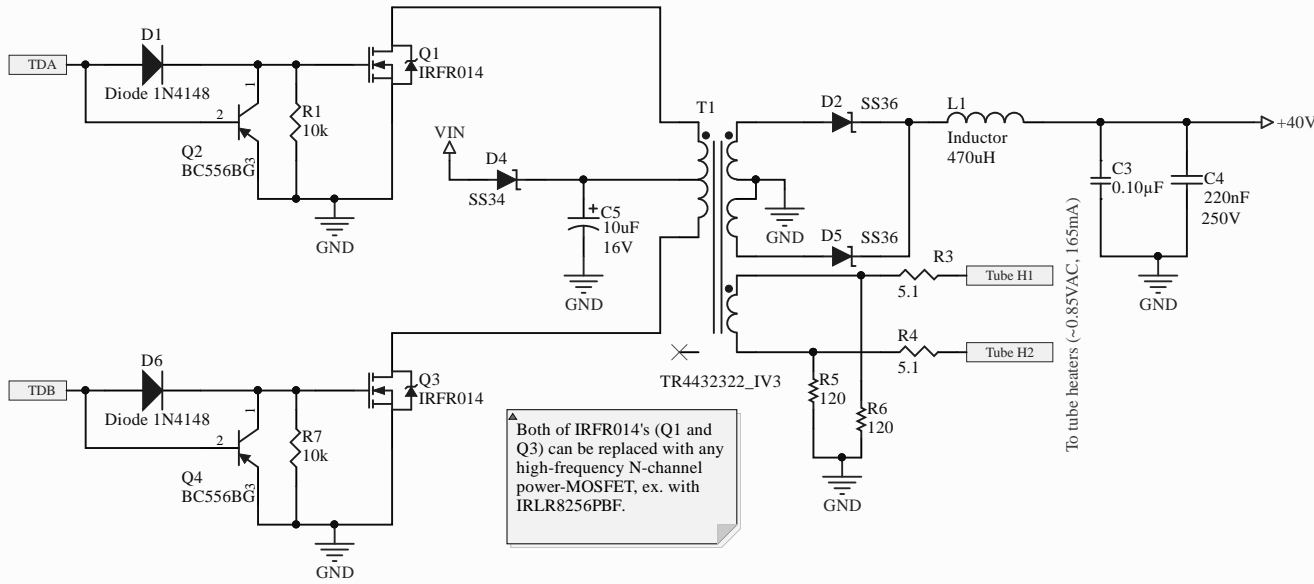 TDA
D1
Diode 1N4148
1
2
3
Q2
BC556BG
R1
10k
Q1
IRFR014
GND
VIN
D4
SS34
C5
+
10uF
16V
GND
T1
TR4432322_IV3
D2
SS36
GND
D5
SS36
L1
Inductor
470uH
+40V
C3
0.10µF
C4
220nF
250V
GND
R3
5.1
Tube H1
R4
5.1
Tube H2
R5
120
R6
120
GND
To tube heaters (~0.85VAC, 165mA)
TDB
D6
Diode 1N4148
1
2
3
Q4
BC556BG
R7
10k
Q3
IRFR014
GND
Both of IRFR014's (Q1 and
Q3) can be replaced with any
high-frequency N-channel
power-MOSFET, ex. with
IRLR8256PBF.